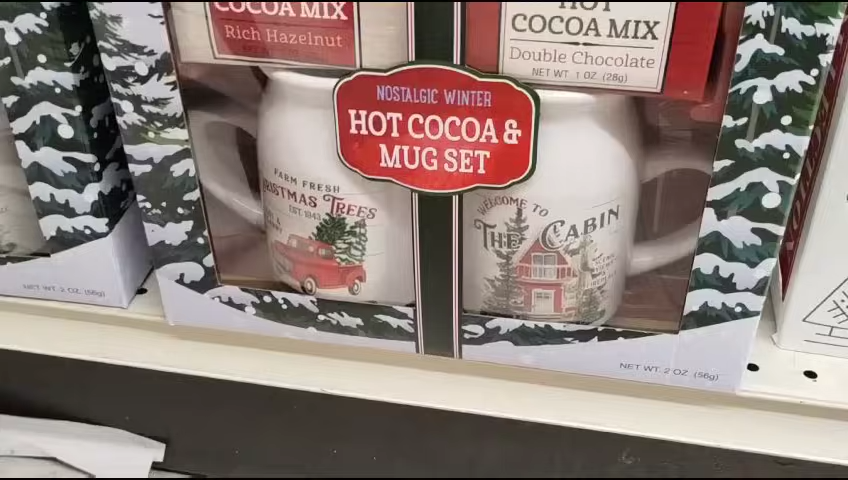 COCOA MIX
Rich Hazelnut
HOT
COCOA MIX
Double Chocolate
NET WT. 1 OZ (28g)
NOSTALGIC WINTER
HOT COCOA &
MUG SET
FARM FRESH
CHRISTMAS TREES
EST. 1943
WELCOME TO
THE CABIN
NET WT. 2 OZ. (56g)
NET WT. 2 OZ (56g)